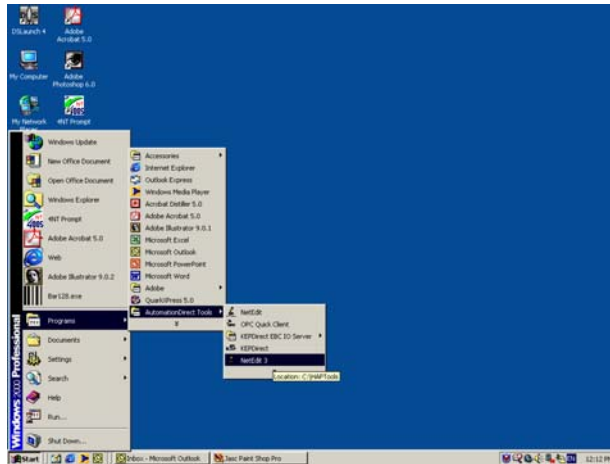 DSLaunch 4
Adobe
Acrobat 5.0
My Computer
Adobe
Photoshop 6.0
My Network
4NT Prompt
Windows Update
New Office Document
Open Office Document
Windows Explorer
4NT Prompt
Adobe Acrobat 5.0
Web
Adobe Illustrator 9.0.2
Bar128.exe
Programs
Documents
Settings
Search
Help
Run...
Shut Down...
Windows 2000 Professional
Accessories
Internet Explorer
Outlook Express
Windows Media Player
Acrobat Distiller 5.0
Adobe Acrobat 5.0
Adobe Illustrator 9.0.1
Microsoft Excel
Microsoft Outlook
Microsoft PowerPoint
Microsoft Word
Adobe
QuarkXPress 5.0
AutomationDirect Tools
NetEdit
OPC Quick Client
KEPDirect EBC IO Server
KEPDirect
NetEdit 3
Location: C:\HAPTools
Start
Inbox - Microsoft Outlook
Jasc Paint Shop Pro
12:12 PM